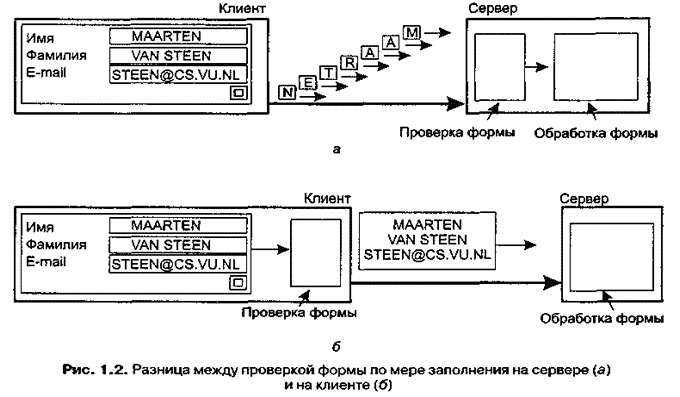 Клиент
Сервер
Имя
MAARTEN
Фамилия
VAN STEEN
E-mail
STEEN@CS.VU.NL
N E T R A A M
Проверка формы
Обработка формы
а
Клиент
Сервер
Имя
MAARTEN
Фамилия
VAN STEEN
E-mail
STEEN@CS.VU.NL
MAARTEN
VAN STEEN
STEEN@CS.VU.NL
Проверка формы
Обработка формы
б
Рис. 1.2. Разница между проверкой формы по мере заполнения на сервере (а)
и на клиенте (б)